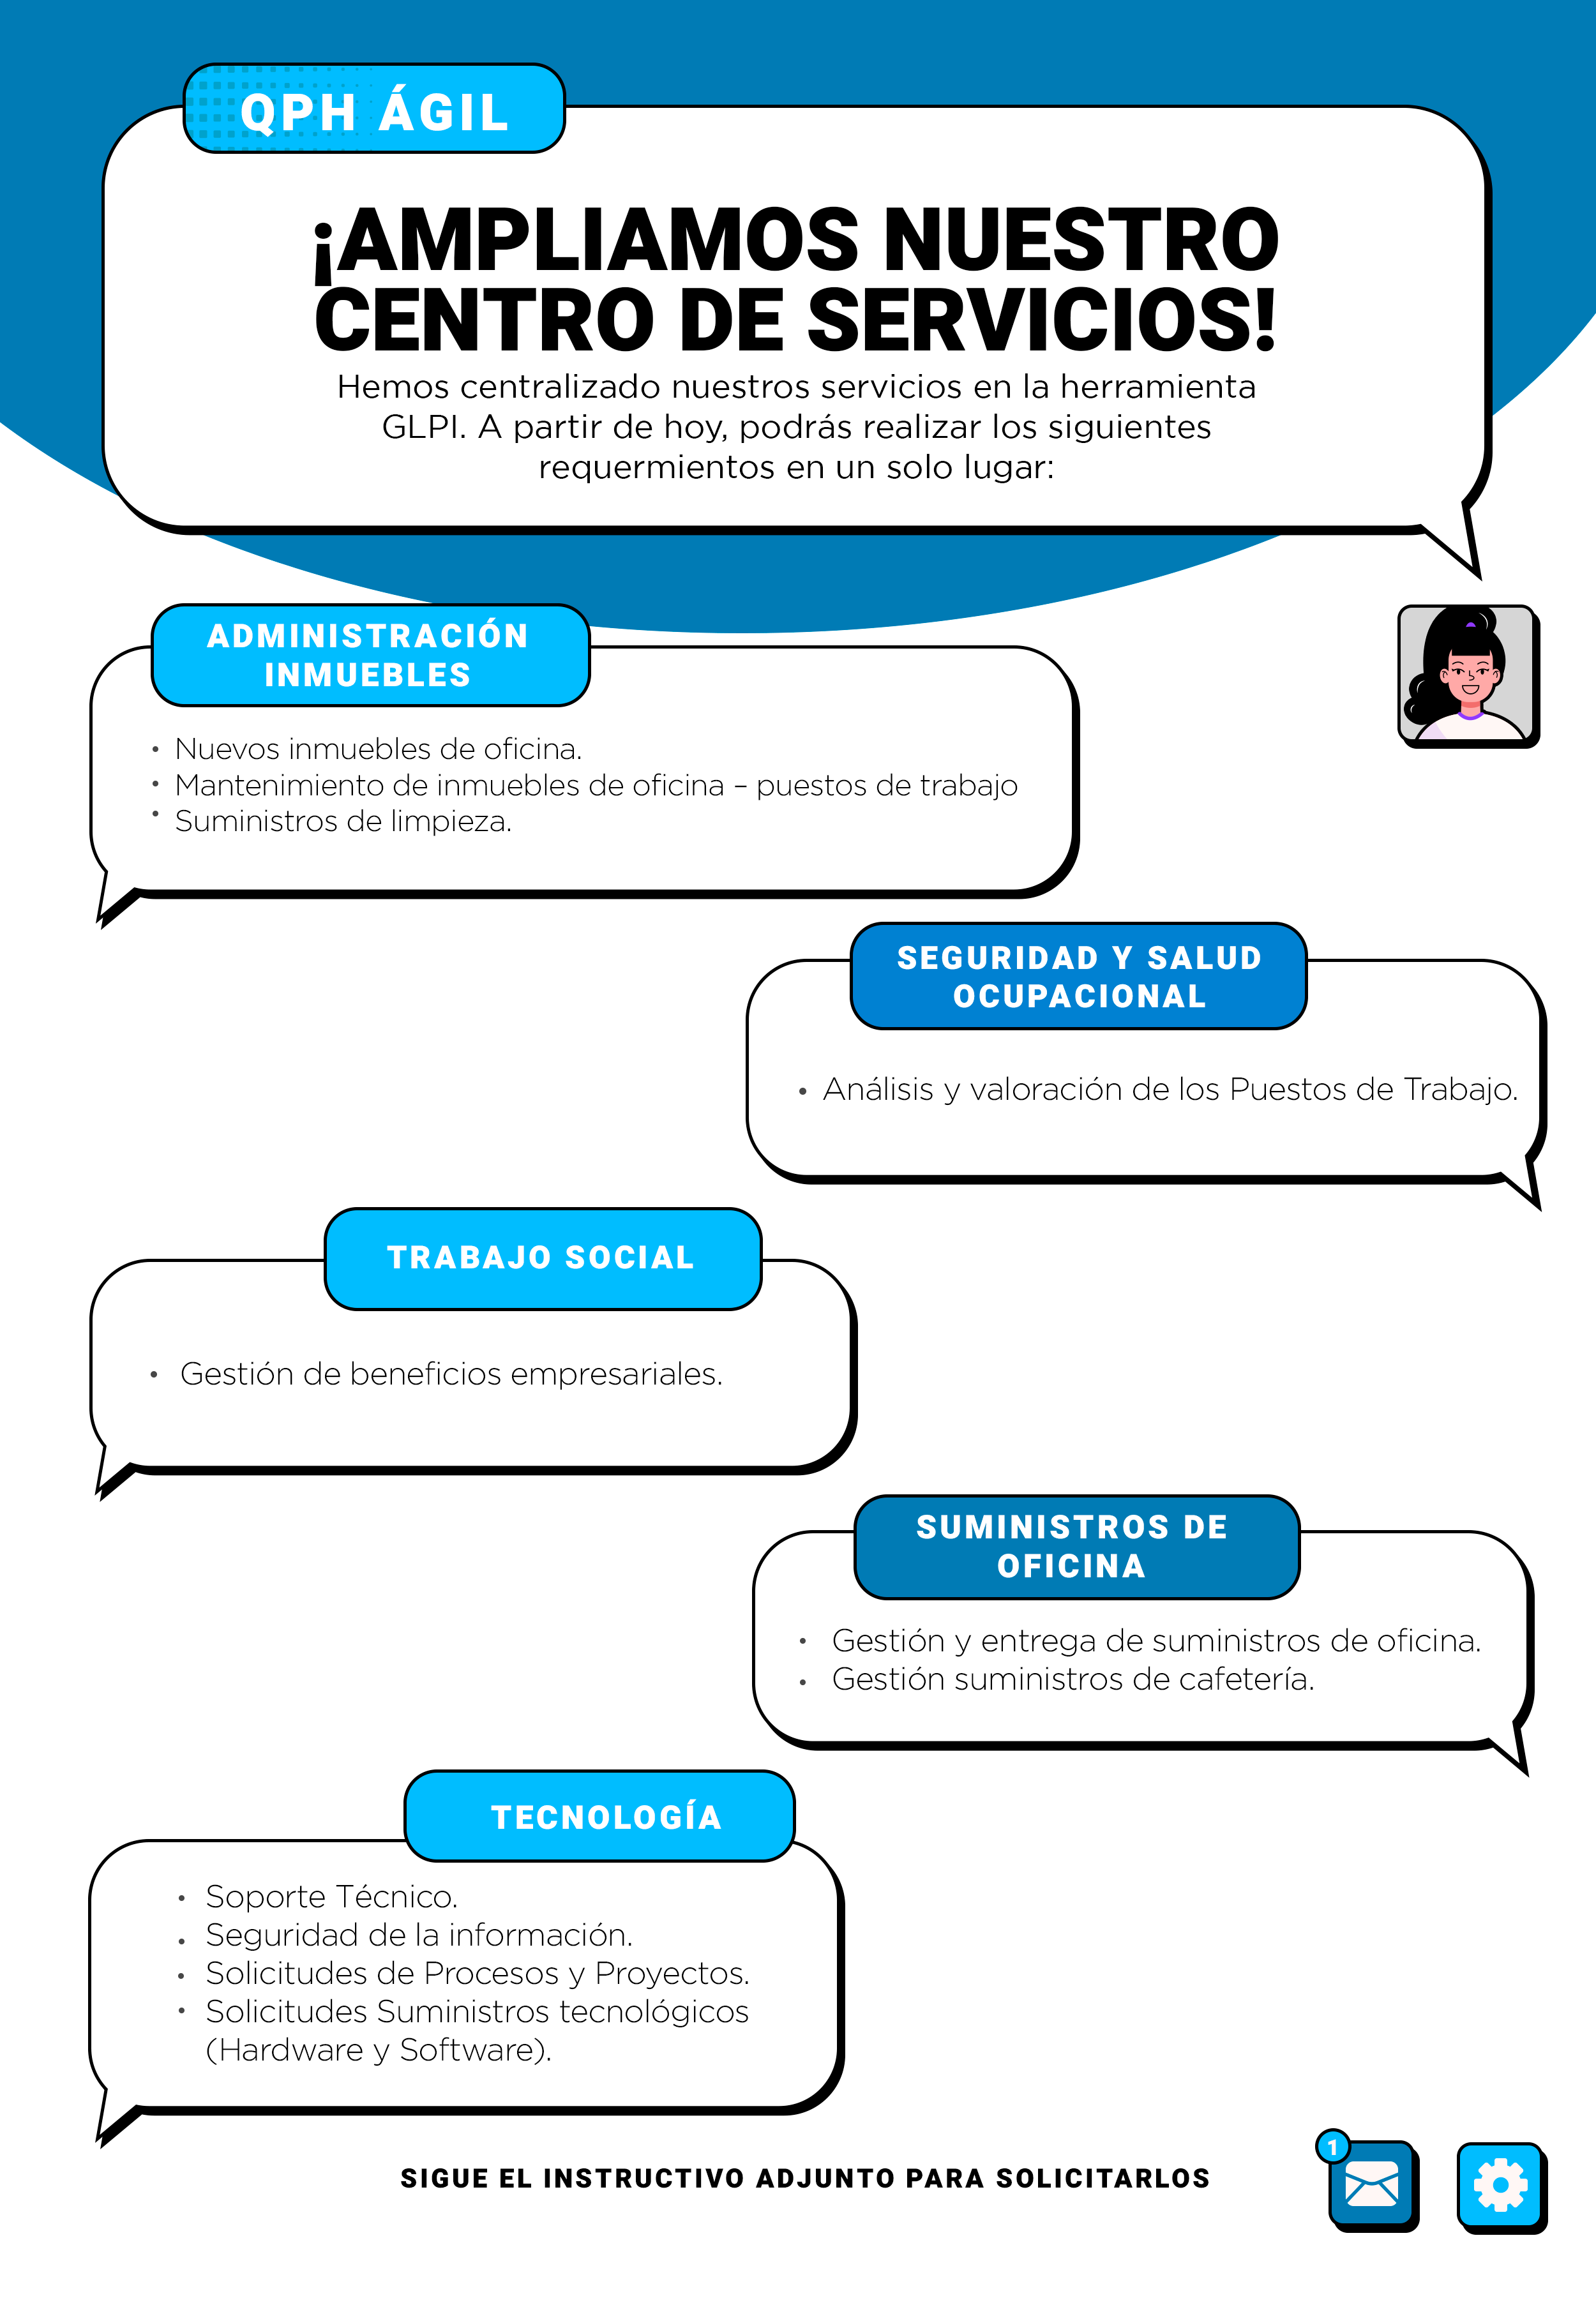 QPH ÁGIL
¡AMPLIAMOS NUESTRO
CENTRO DE SERVICIOS!
Hemos centralizado nuestros servicios en la herramienta
GLPI. A partir de hoy, podrás realizar los siguientes
requermientos en un solo lugar:
ADMINISTRACIÓN
INMUEBLES
• Nuevos inmuebles de oficina.
• Mantenimiento de inmuebles de oficina – puestos de trabajo
• Suministros de limpieza.
SEGURIDAD Y SALUD
OCUPACIONAL
• Análisis y valoración de los Puestos de Trabajo.
TRABAJO SOCIAL
• Gestión de beneficios empresariales.
SUMINISTROS DE
OFICINA
• Gestión y entrega de suministros de oficina.
• Gestión suministros de cafetería.
TECNOLOGÍA
• Soporte Técnico.
• Seguridad de la información.
• Solicitudes de Procesos y Proyectos.
• Solicitudes Suministros tecnológicos
(Hardware y Software).
1
SIGUE EL INSTRUCTIVO ADJUNTO PARA SOLICITARLOS